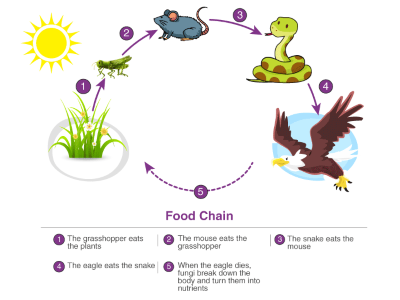 1
2
3
4
5
Food Chain
1 The grasshopper eats
the plants
2 The mouse eats the
grasshopper
3 The snake eats the
mouse
4 The eagle eats the snake
5 When the eagle dies,
fungi break down the
body and turn them into
nutrients